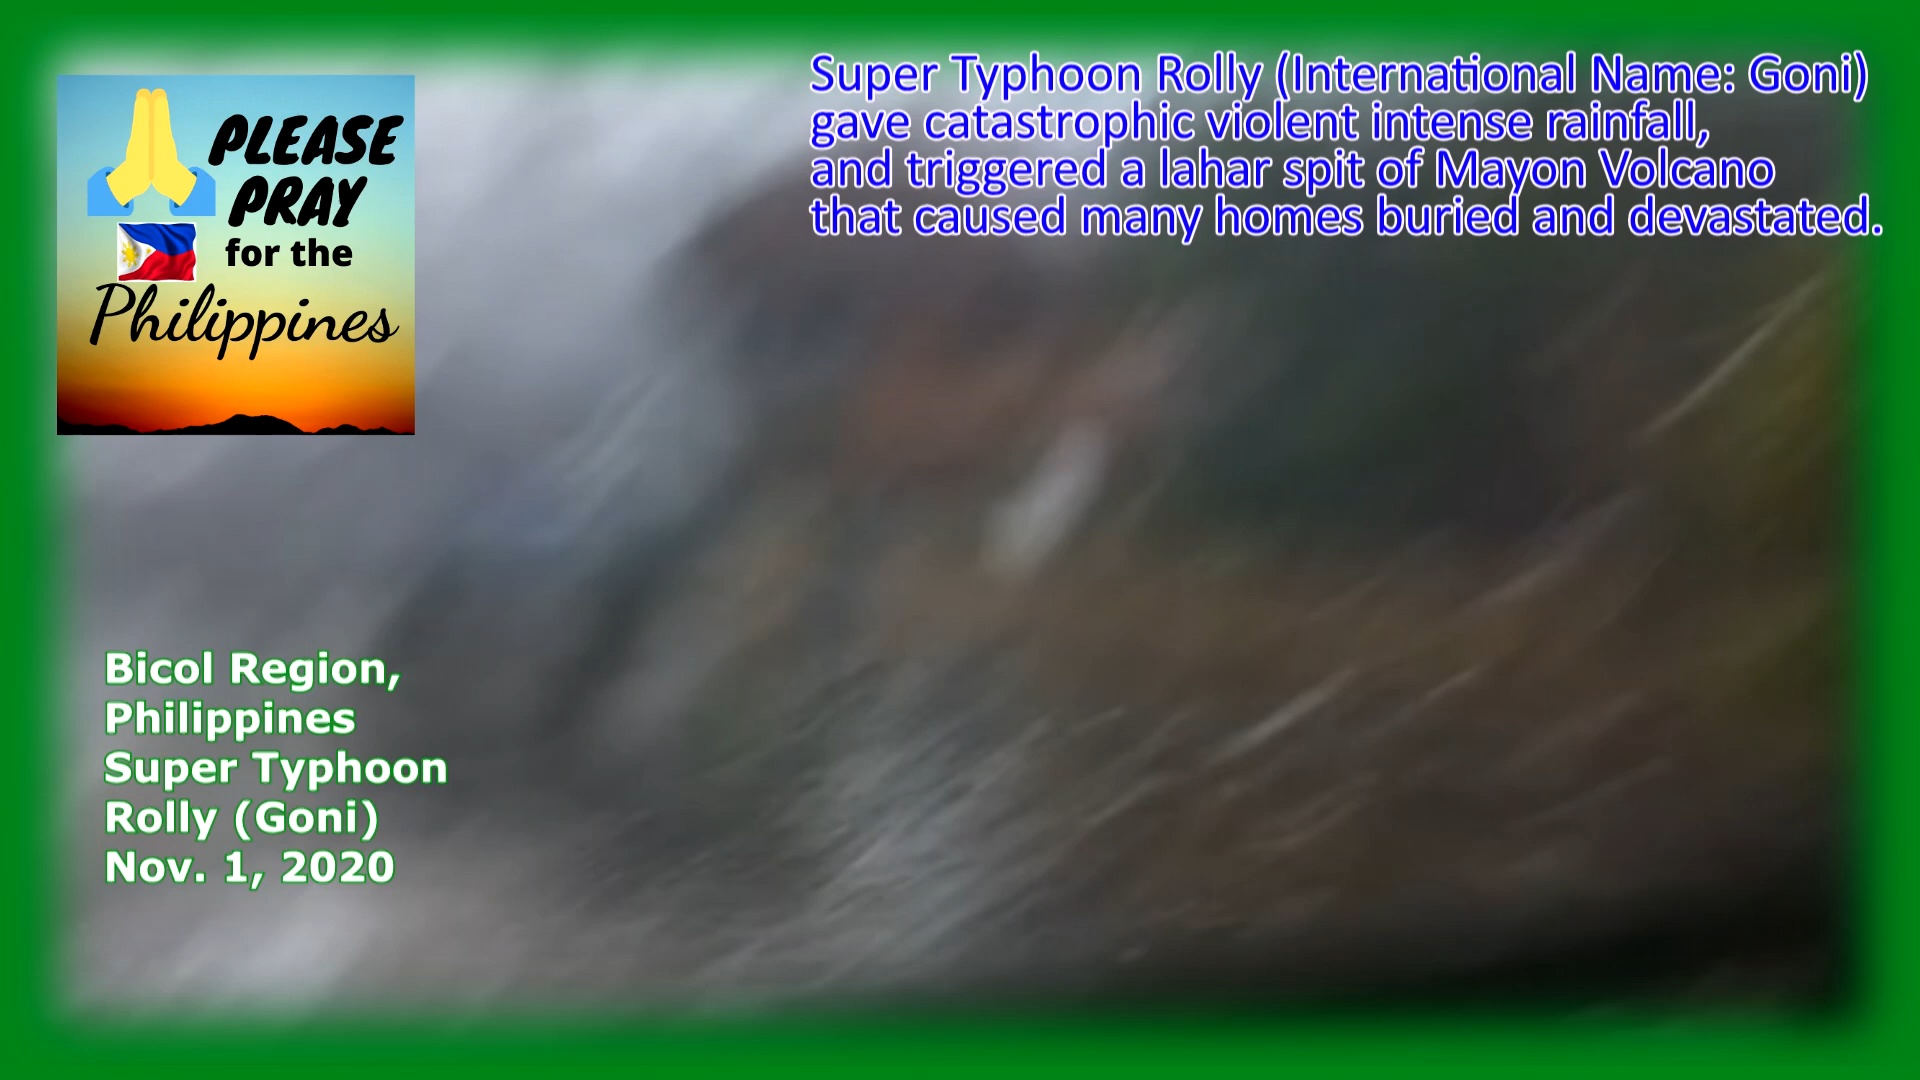 PLEASE
PRAY
for the
Philippines
Super Typhoon Rolly (International Name: Goni)
gave catastrophic violent intense rainfall,
and triggered a lahar spit of Mayon Volcano
that caused many homes buried and devastated.
Bicol Region,
Philippines
Super Typhoon
Rolly (Goni)
Nov. 1, 2020